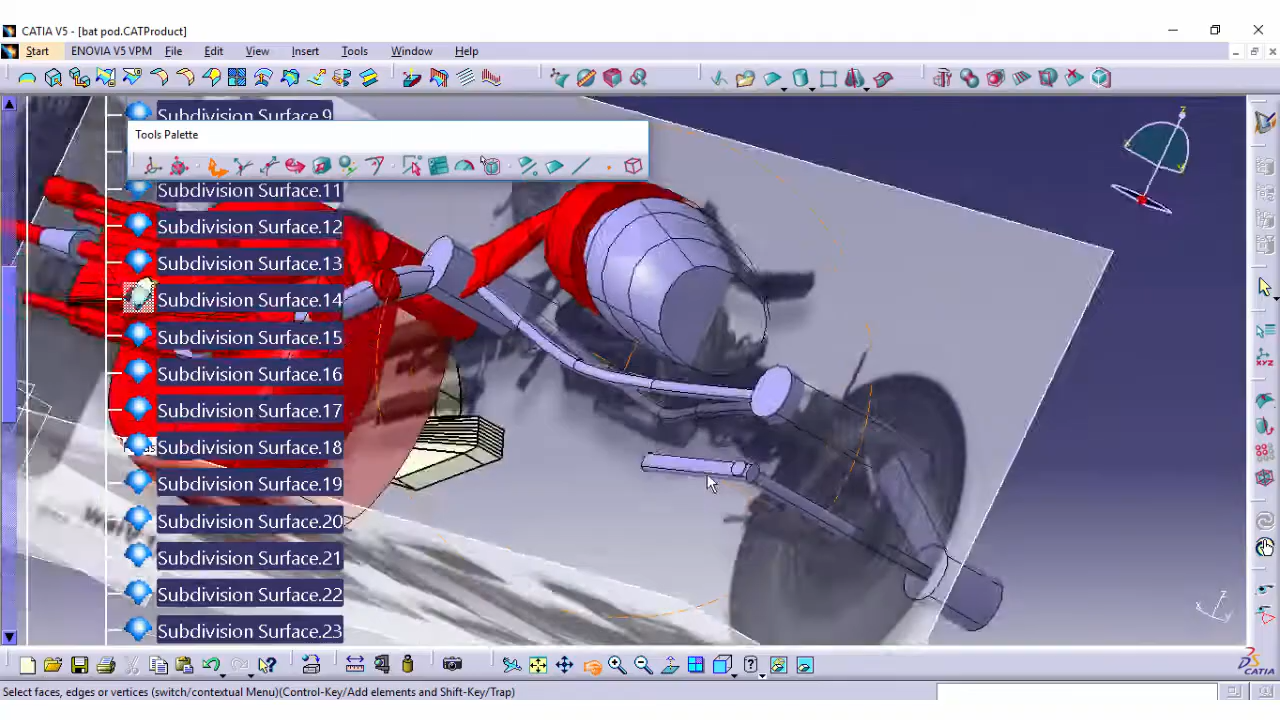 CATIA V5 - [bat pod.CATProduct]
Start ENOVIA V5 VPM File Edit View Insert Tools Window Help
Subdivision Surface.9
Tools Palette
Subdivision Surface.11
Subdivision Surface.12
Subdivision Surface.13
Subdivision Surface.14
Subdivision Surface.15
Subdivision Surface.16
Subdivision Surface.17
Subdivision Surface.18
Subdivision Surface.19
Subdivision Surface.20
Subdivision Surface.21
Subdivision Surface.22
Subdivision Surface.23
CATIA
Select faces, edges or vertices (switch/contextual Menu)(Control-Key/Add elements and Shift-Key/Trap)